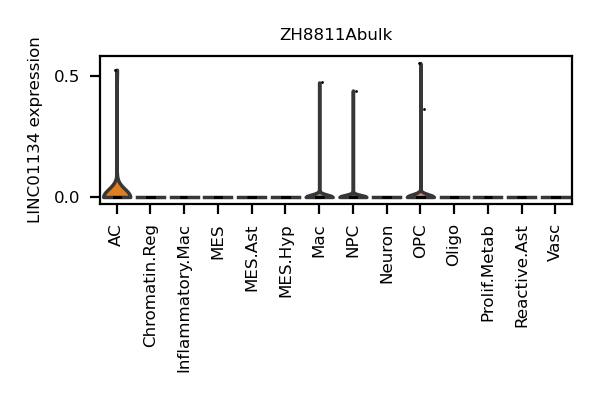 ZH8811Abulk
LINC01134 expression
0.5
0.0
AC
Chromatin.Reg
Inflammatory.Mac
MES
MES.Ast
MES.Hyp
Mac
NPC
Neuron
OPC
Oligo
Prolif.Metab
Reactive.Ast
Vasc